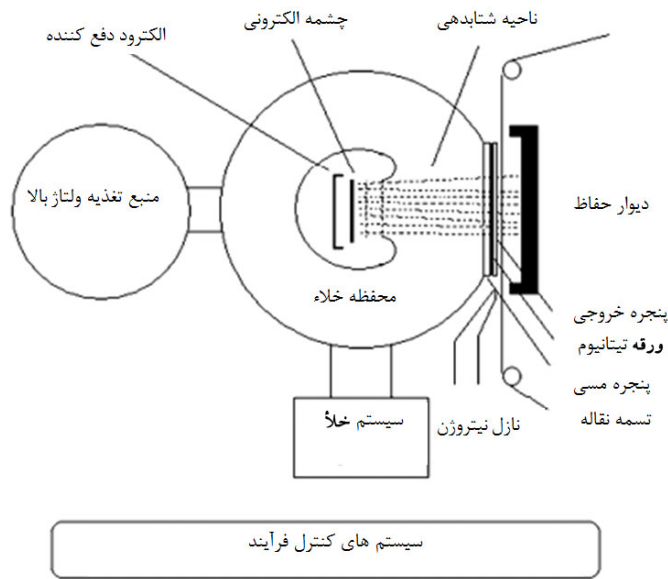 ناحیه شتابدهی
چشمه الکترونی
الکترود دفع کننده
منبع تغذیه ولتاژ بالا
دیوار حفاظ
محفظه خلاء
پنجره خروجی
ورقه تیتانیوم
پنجره مسی
تسمه نقاله
نازل نیتروژن
سیستم خلأ
سیستم های کنترل فرآیند